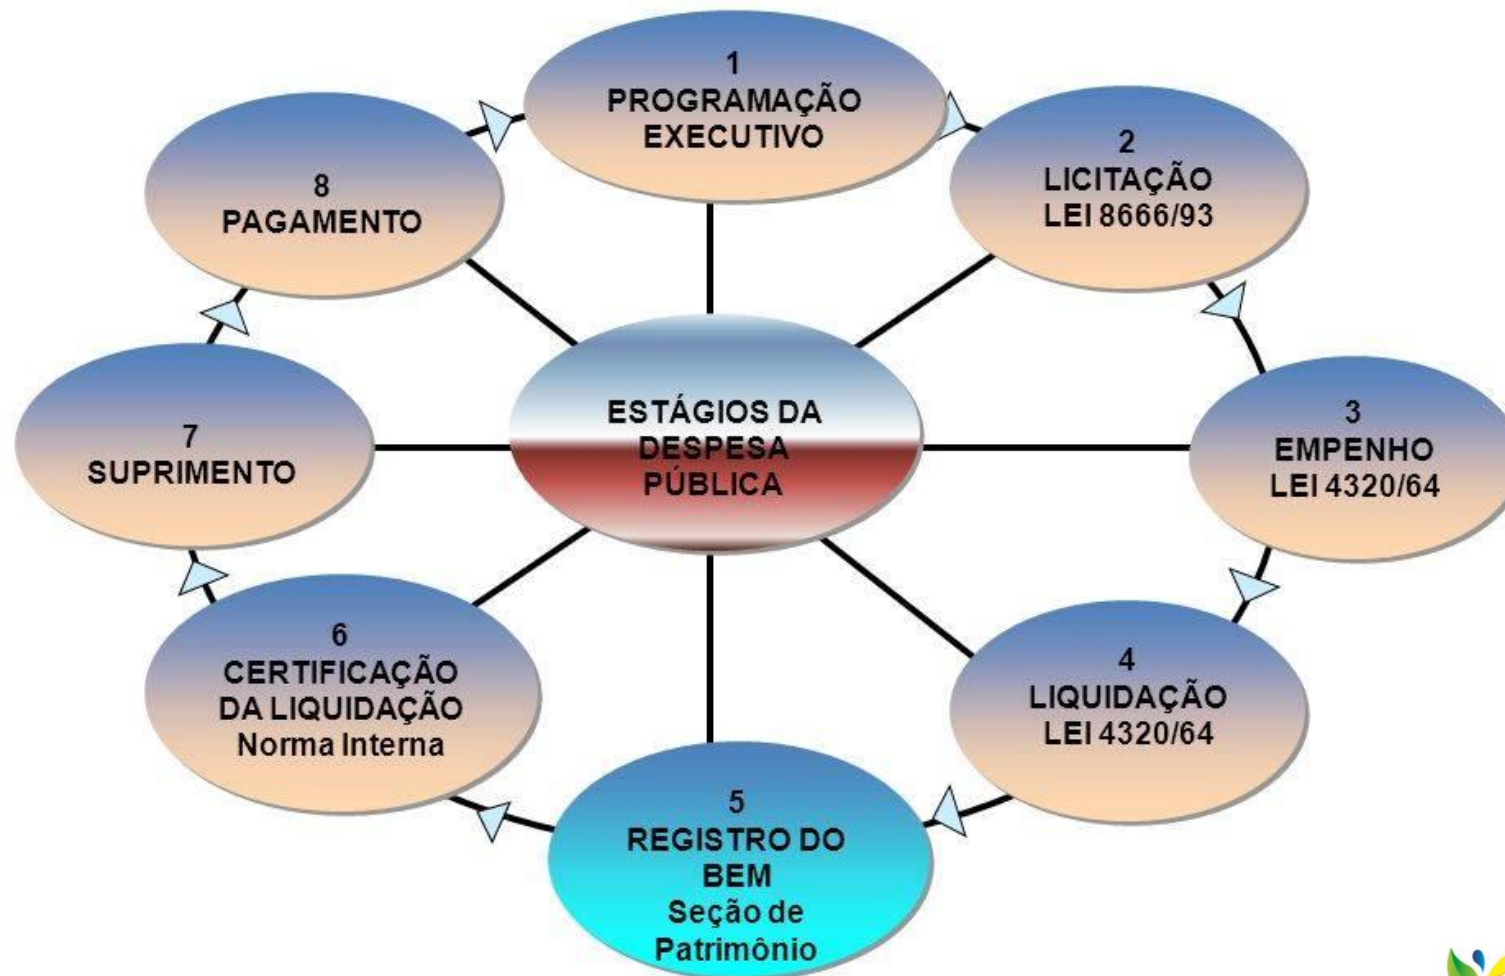 1
PROGRAMAÇÃO
EXECUTIVO
2
LICITAÇÃO
LEI 8666/93
3
EMPENHO
LEI 4320/64
4
LIQUIDAÇÃO
LEI 4320/64
5
REGISTRO DO
BEM
Seção de
Patrimônio
6
CERTIFICAÇÃO
DA LIQUIDAÇÃO
Norma Interna
7
SUPRIMENTO
8
PAGAMENTO
ESTÁGIOS DA
DESPESA
PÚBLICA